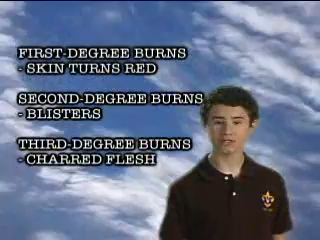 FIRST-DEGREE BURNS
- SKIN TURNS RED
SECOND-DEGREE BURNS
- BLISTERS
THIRD-DEGREE BURNS
- CHARRED FLESH